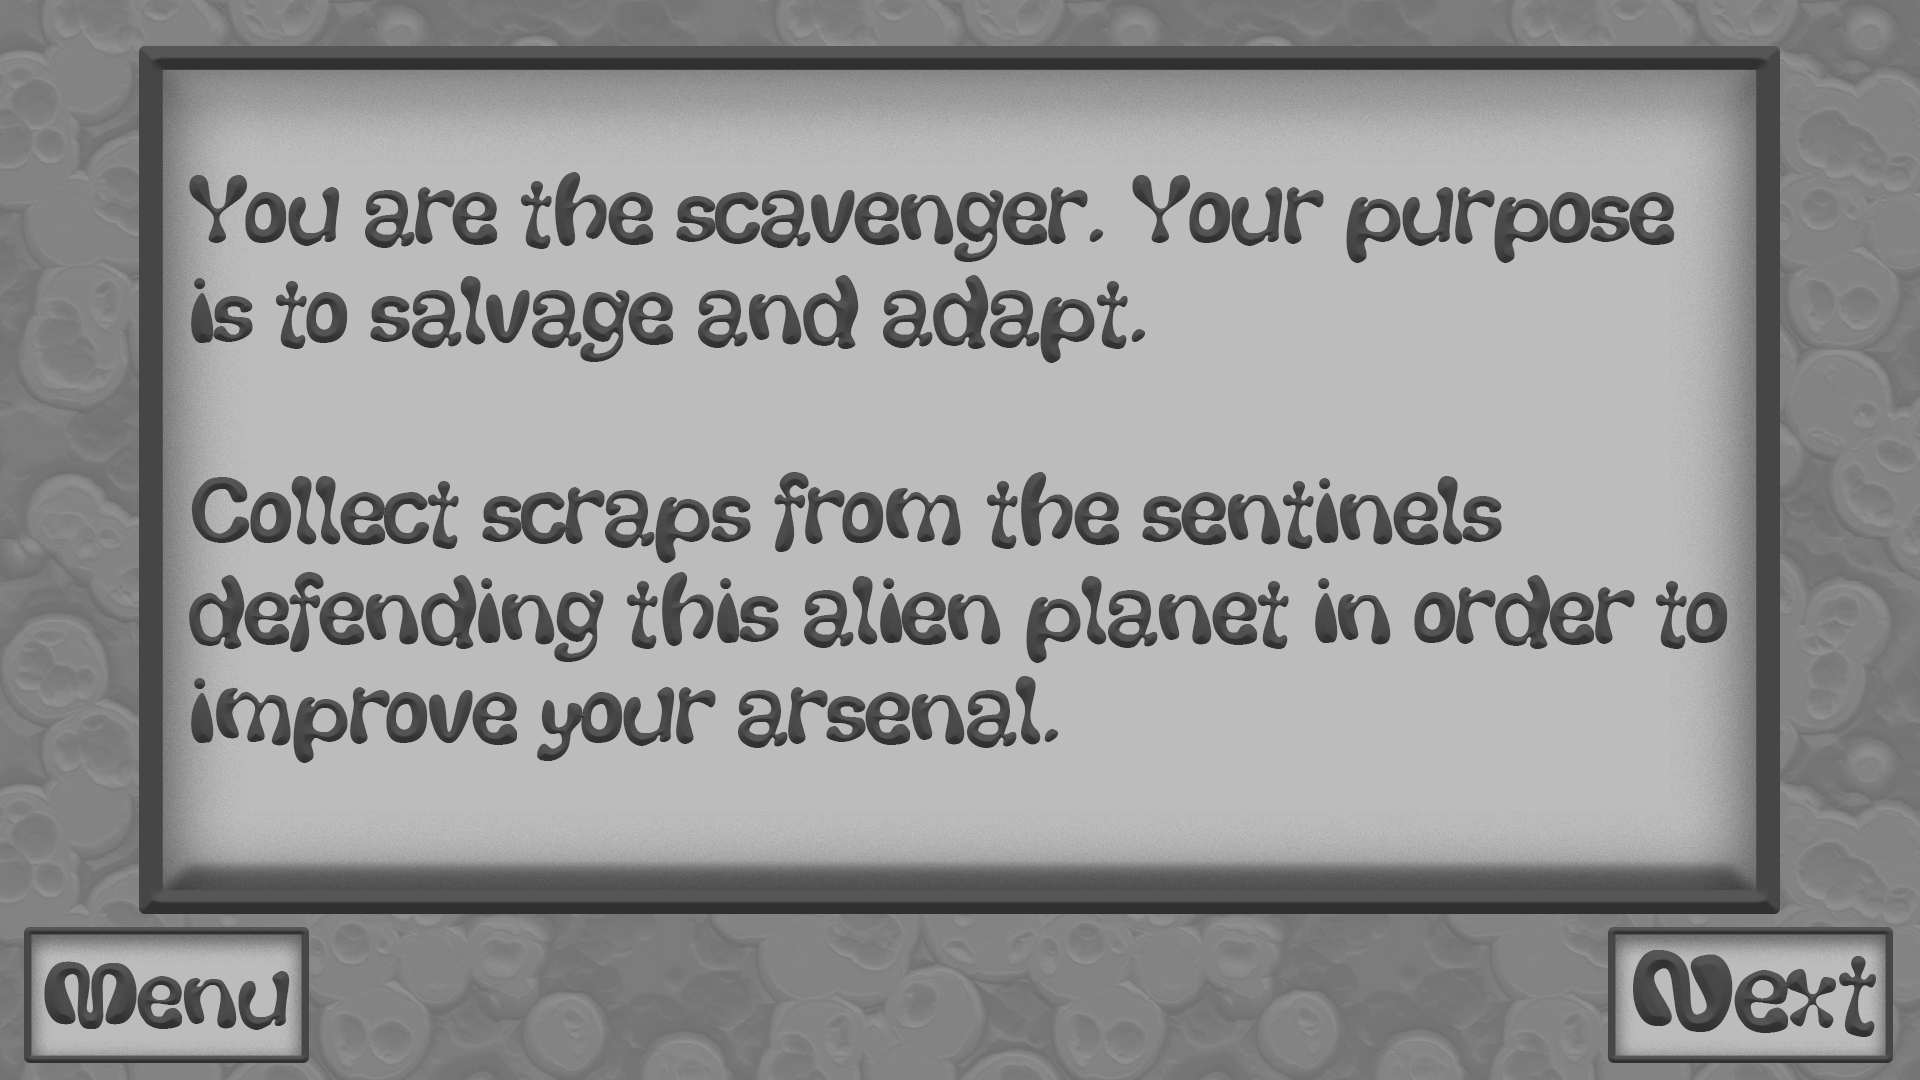 You are the scavenger. Your purpose
is to salvage and adapt.
Collect scraps from the sentinels
defending this alien planet in order to
improve your arsenal.
Menu
Next